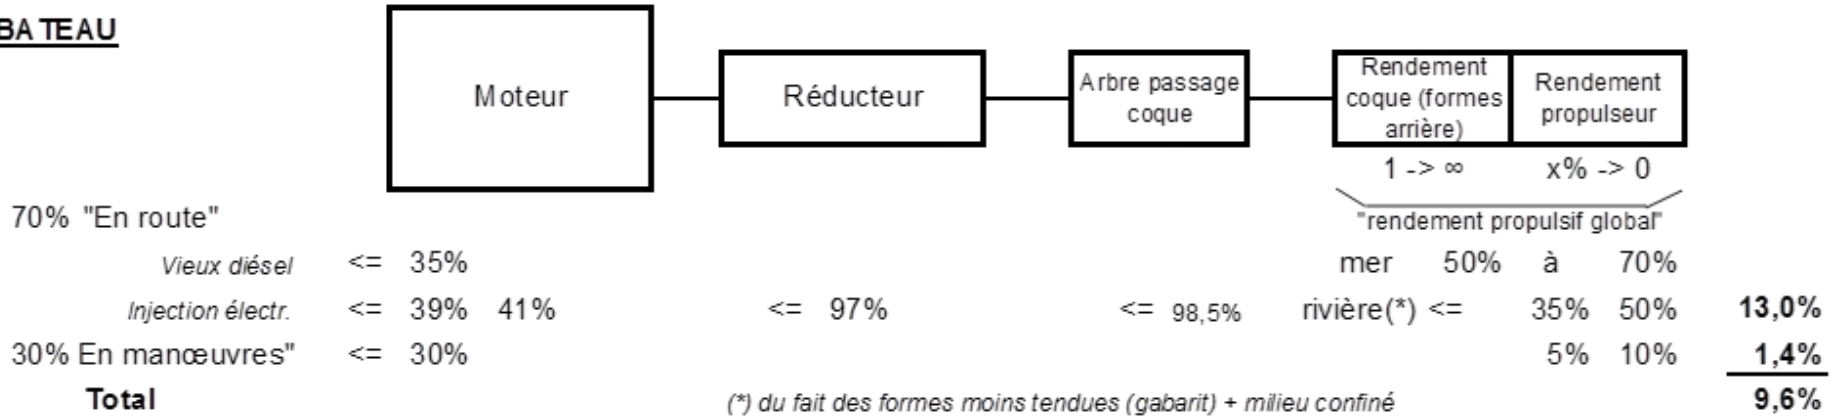 BATEAU
Moteur
Réducteur
Arbre passage
coque
Rendement
coque (formes
arrière)
Rendement
propulseur
1 -> ∞ x% -> 0
70% "En route"
"rendement propulsif global"
Vieux diésel <= 35% mer 50% à 70%
Injection électr. <= 39% 41% <= 97% <= 98,5% rivière(*) <= 35% 50% 13,0%
30% En manœuvres" <= 30% 5% 10% 1,4%
Total (*) du fait des formes moins tendues (gabarit) + milieu confiné 9,6%